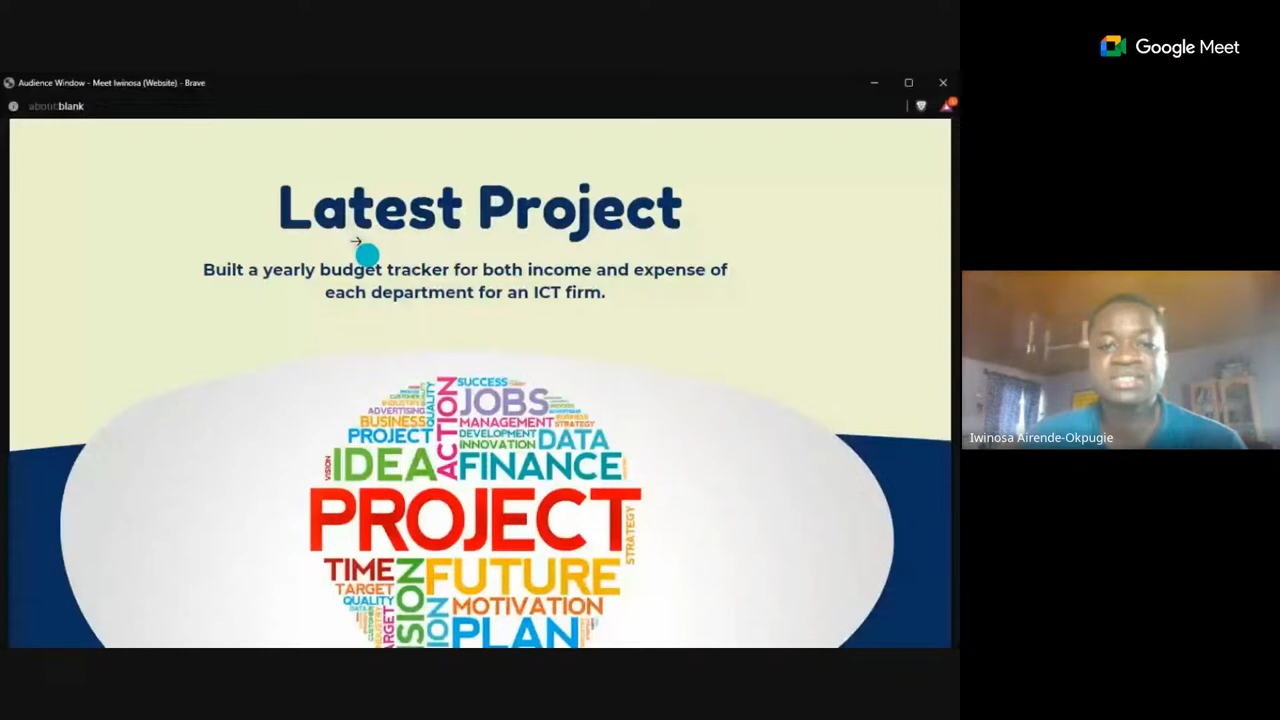 Google Meet
Audience Window - Meet Iwinosa (Website) - Brave
about:blank
Latest Project
Built a yearly budget tracker for both income and expense of
each department for an ICT firm.
SUCCESS
JOBS
QUALITY
ACTION
ADVERTISING
BUSINESS
MANAGEMENT
STRATEGY
PROJECT
DEVELOPMENT
INNOVATION
DATA
VISION
IDEA
FINANCE
PROJECT
STRATEGY
TIME
FUTURE
TARGET
QUALITY
MOTIVATION
PLAN
Iwinosa Airende-Okpugie